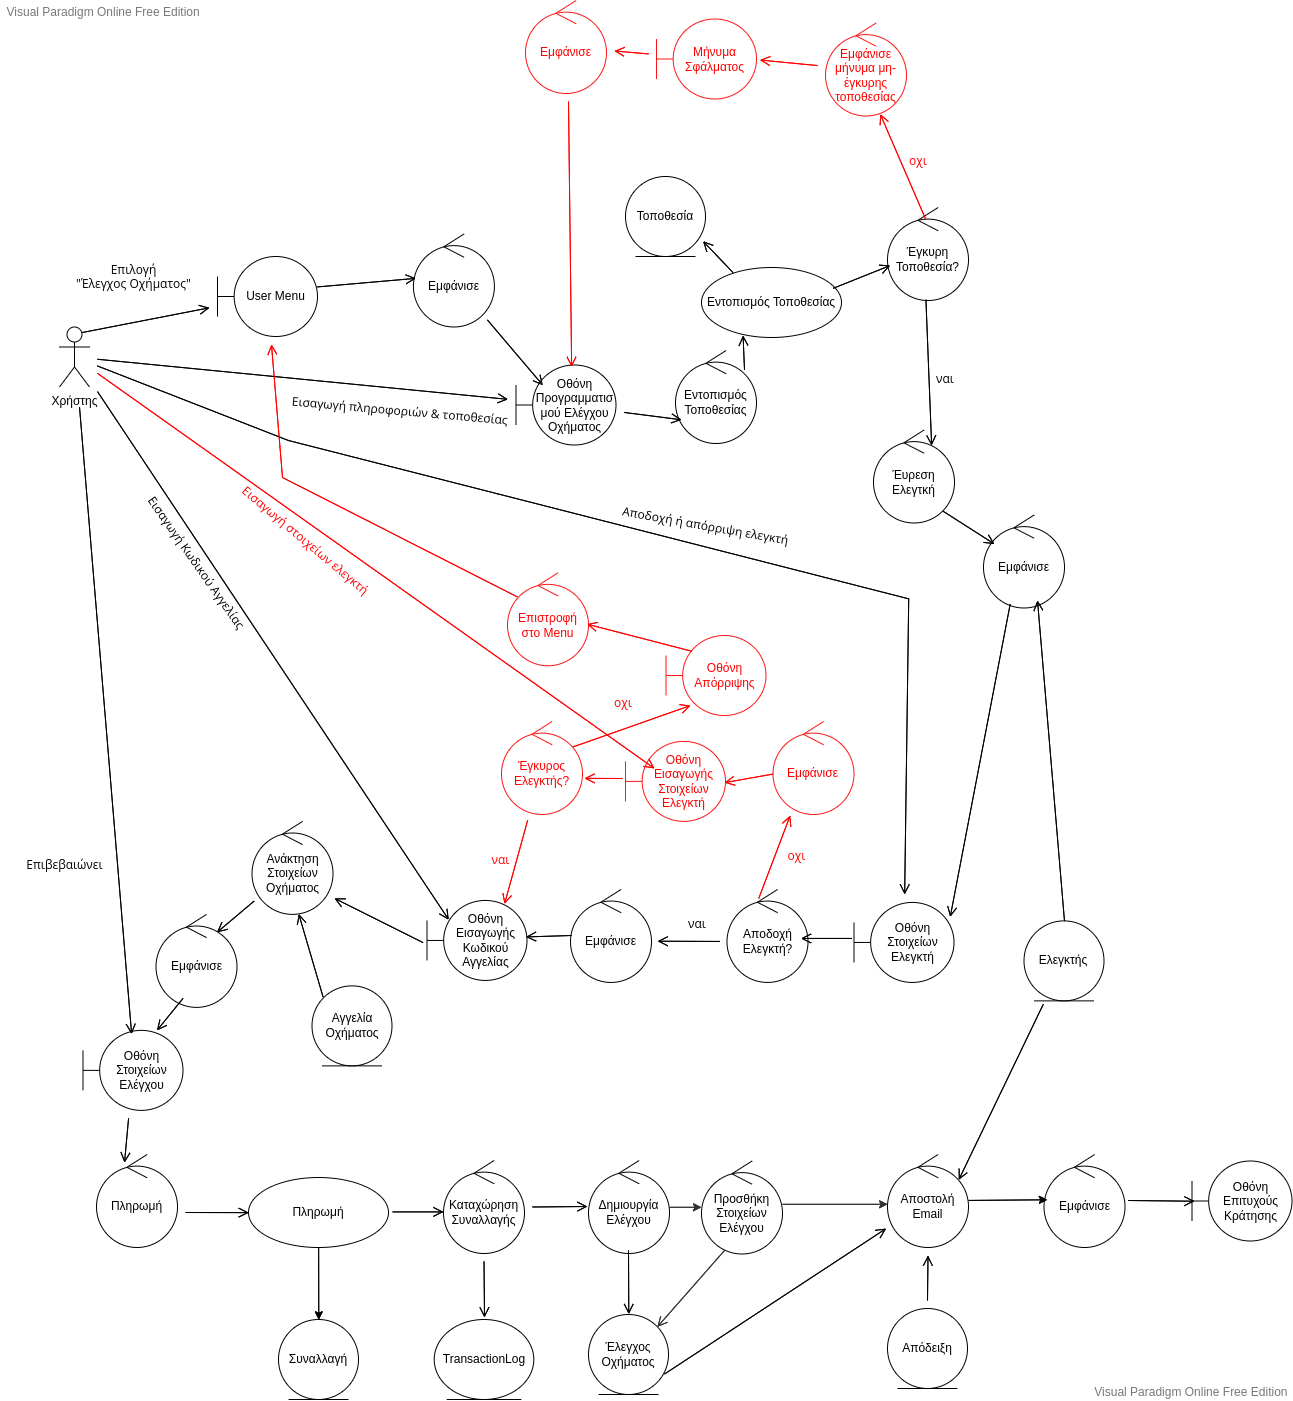 Visual Paradigm Online Free Edition
Εμφάνισε
Μήνυμα
Σφάλματος
Εμφάνισε
μήνυμα μη-
έγκυρης
τοποθεσίας
οχι
Τοποθεσία
Έγκυρη
Τοποθεσία?
Επιλογή
"Έλεγχος Οχήματος"
User Menu
Εμφάνισε
Εντοπισμός Τοποθεσίας
Χρήστης
Εισαγωγή πληροφοριών & τοποθεσίας
Οθόνη
Προγραμματισ
μού Ελέγχου
Οχήματος
Εντοπισμός
Τοποθεσίας
ναι
Έυρεση
Ελεγτκή
Εισαγωγή Κωδικού Αγγελίας
Εισαγωγή στοιχείων ελεγκτή
Αποδοχή ή απόρριψη ελεγκτή
Εμφάνισε
Επιστροφή
στο Menu
Οθόνη
Απόρριψης
οχι
Έγκυρος
Ελεγκτής?
Οθόνη
Εισαγωγής
Στοιχείων
Ελεγκτή
Εμφάνισε
ναι
οχι
Επιβεβαιώνει
Ανάκτηση
Στοιχείων
Οχήματος
Οθόνη
Εισαγωγής
Κωδικού
Αγγελίας
Εμφάνισε
ναι
Αποδοχή
Ελεγκτή?
Οθόνη
Στοιχείων
Ελεγκτή
Ελεγκτής
Εμφάνισε
Αγγελία
Οχήματος
Οθόνη
Στοιχείων
Ελέγχου
Πληρωμή
Πληρωμή
Καταχώρηση
Συναλλαγής
Δημιουργία
Ελέγχου
Προσθήκη
Στοιχείων
Ελέγχου
Αποστολή
Email
Εμφάνισε
Οθόνη
Επιτυχούς
Κράτησης
Συναλλαγή
TransactionLog
Έλεγχος
Οχήματος
Απόδειξη
Visual Paradigm Online Free Edition